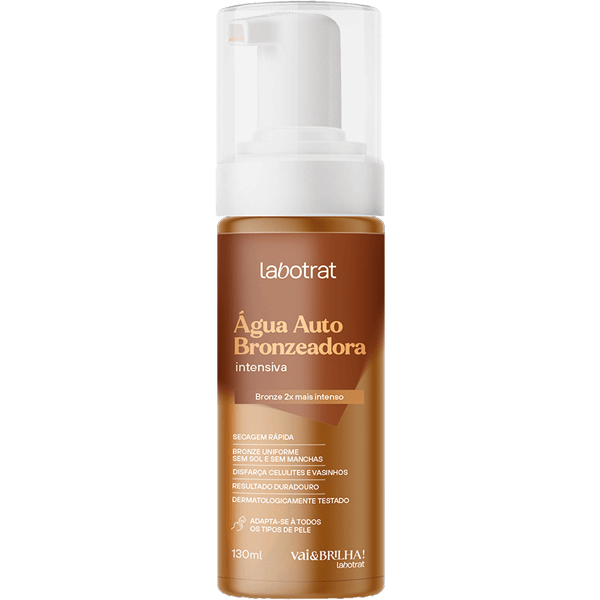 labotrat
Água Auto
Bronzeadora
intensiva
Bronze 2x mais intenso
SECAGEM RÁPIDA
BRONZE UNIFORME
SEM SOL E SEM MANCHAS
DISFARÇA CELULITES E VASINHOS
RESULTADO DURADOURO
DERMATOLOGICAMENTE TESTADO
ADAPTA-SE À TODOS
OS TIPOS DE PELE
130ml
vai&BRILHA!
labotrat